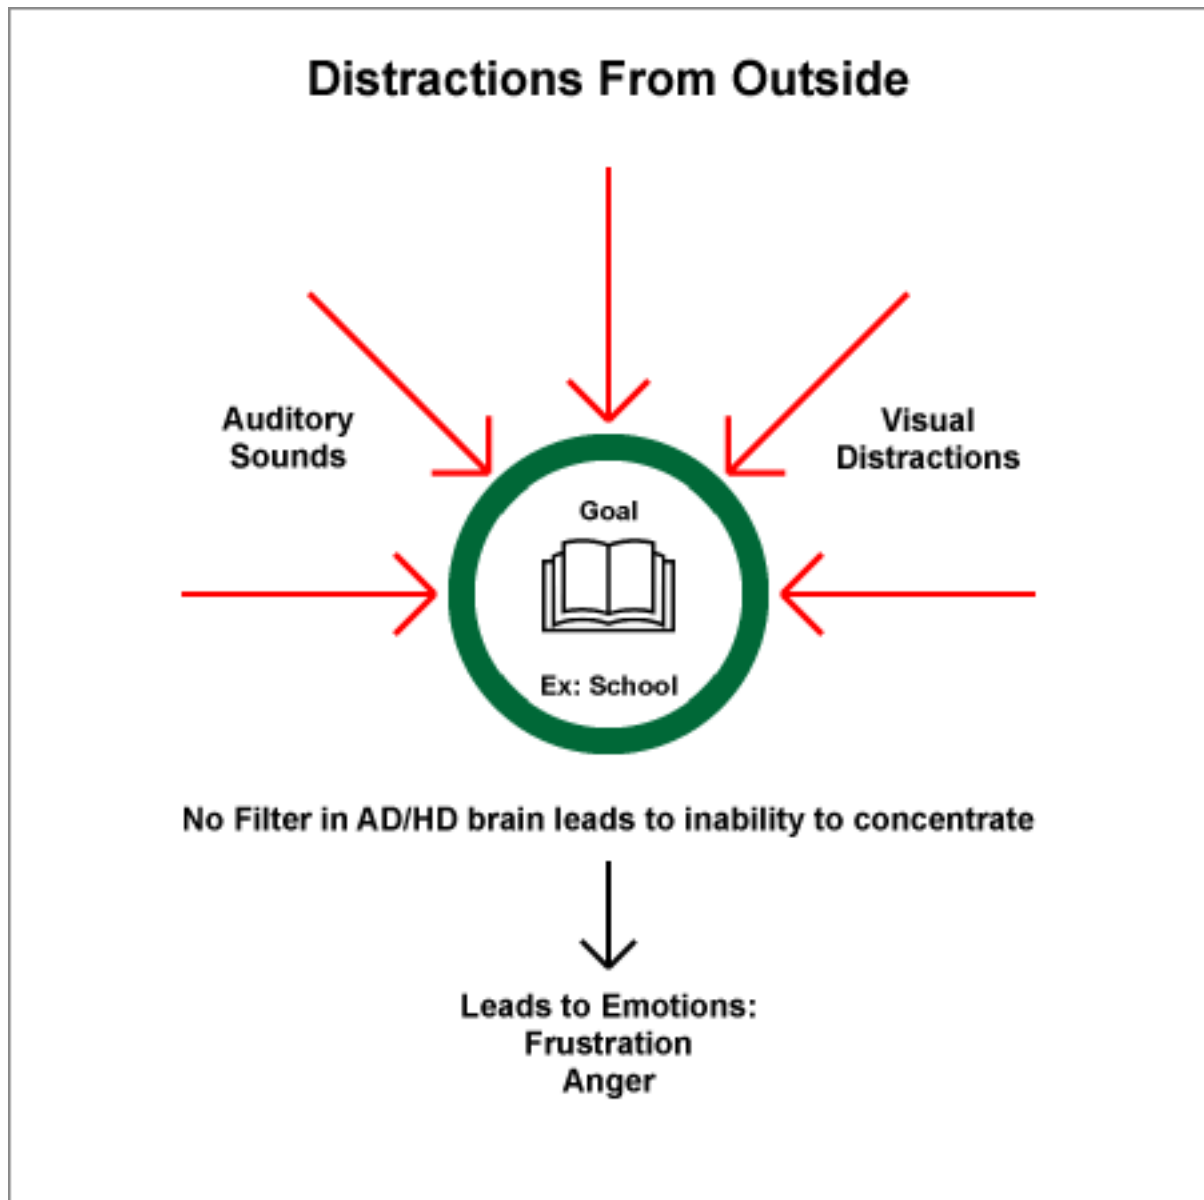 Distractions From Outside
Auditory
Sounds
Visual
Distractions
Goal
Ex: School
No Filter in AD/HD brain leads to inability to concentrate
Leads to Emotions:
Frustration
Anger